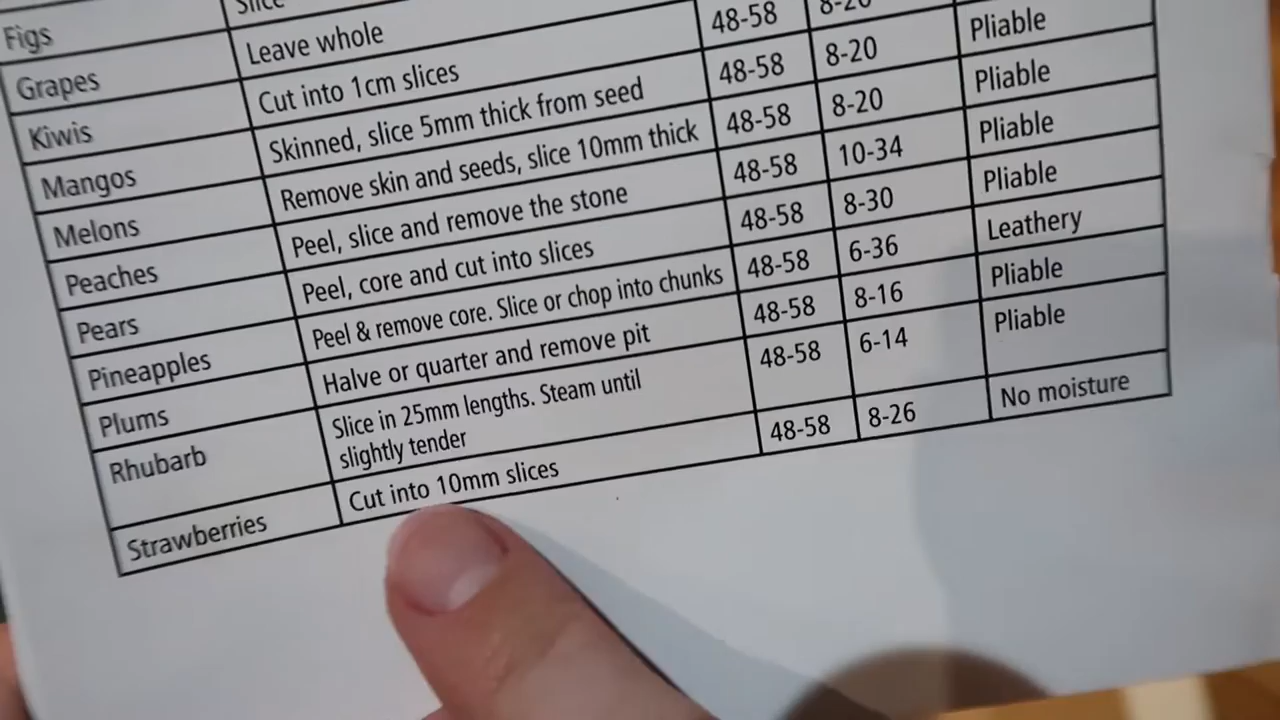 Figs Slice
Grapes Leave whole
Kiwis Cut into 1cm slices 48-58 8-20
Mangos Skinned, slice 5mm thick from seed 48-58 8-20 Pliable
Melons Remove skin and seeds, slice 10mm thick 48-58 8-20 Pliable
Peaches Peel, slice and remove the stone 48-58 10-34 Pliable
Pears Peel, core and cut into slices 48-58 8-30 Pliable
Pineapples Peel & remove core. Slice or chop into chunks 48-58 6-36 Leathery
Plums Halve or quarter and remove pit 48-58 8-16 Pliable
Rhubarb Slice in 25mm lengths. Steam until 48-58 6-14 Pliable
slightly tender
Strawberries Cut into 10mm slices 48-58 8-26 No moisture